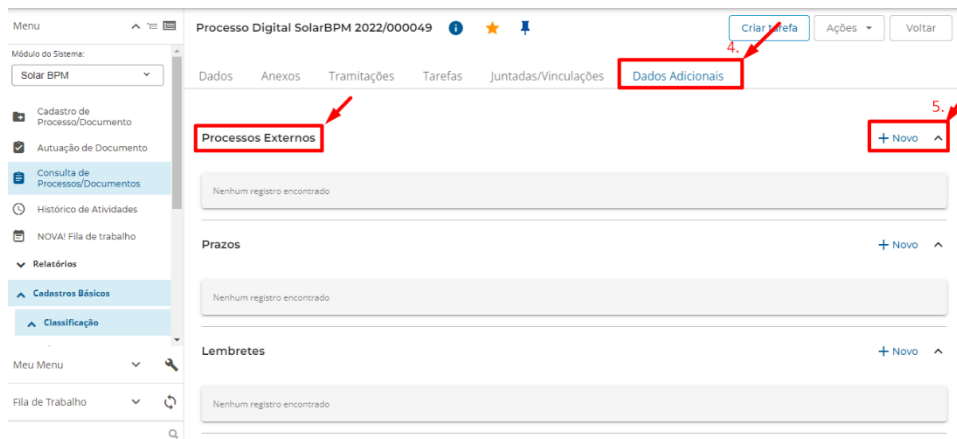 Menu
Módulo do Sistema:
Solar BPM
Cadastro de
Processo/Documento
Autuação de Documento
Consulta de
Processos/Documentos
Histórico de Atividades
NOVA! Fila de trabalho
Relatórios
Cadastros Básicos
Classificação
Meu Menu
Fila de Trabalho
Processo Digital SolarBPM 2022/000049
Criar tarefa
Ações
Voltar
4.
Dados
Anexos
Tramitações
Tarefas
Juntadas/Vinculações
Dados Adicionais
5.
Processos Externos
+ Novo
Nenhum registro encontrado
Prazos
+ Novo
Nenhum registro encontrado
Lembretes
+ Novo
Nenhum registro encontrado